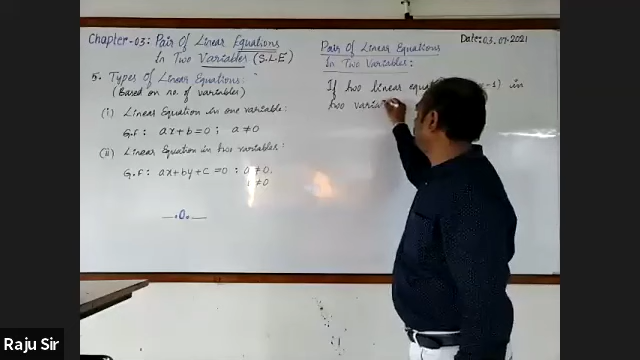 Chapter-03: Pair Of Linear Equations
In Two Variables (S.L.E)
5. Types Of Linear Equations:
(Based on no. of variables)
(i) Linear Equation in one variable:
G.F: ax+b=0; a≠0
(ii) Linear Equation in two variables:
G.F: ax+by+c=0 : a≠0.
≠0
Date: 03.07.2021
Pair Of Linear Equations
In Two Variables:
If two linear -1) in
two
Raju Sir